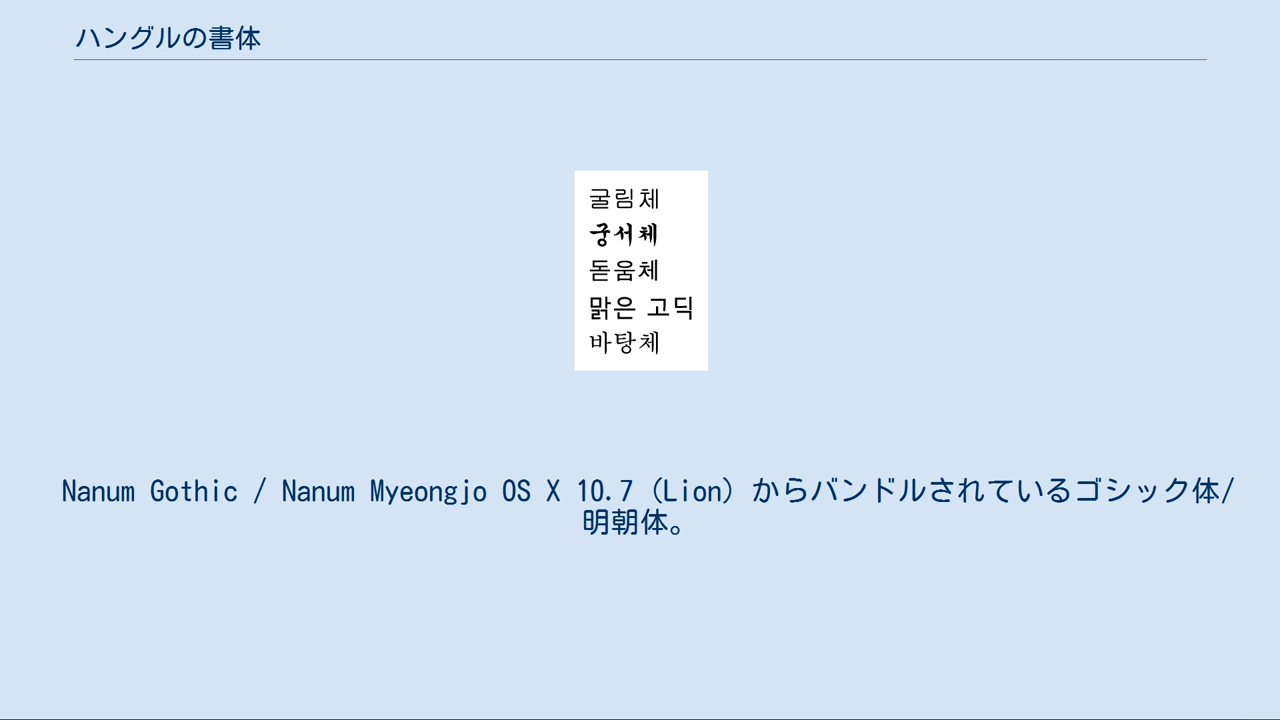 ハングルの書体
굴림체
궁서체
돋움체
맑은 고딕
바탕체
Nanum Gothic / Nanum Myeongjo OS X 10.7 (Lion) からバンドルされているゴシック体/
明朝体。